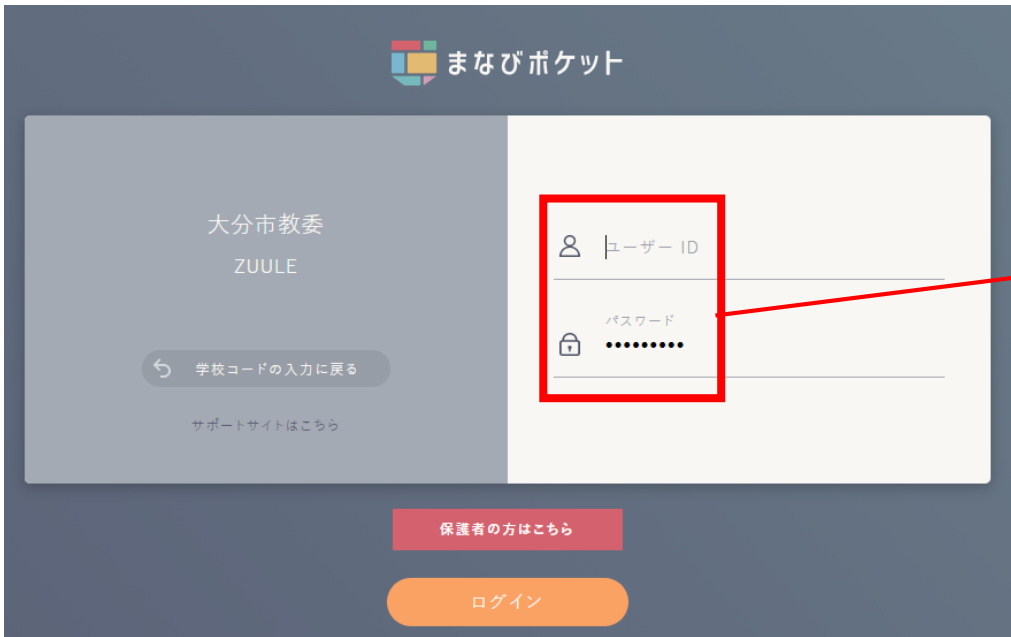 まなびポケット
大分市教委
ZUULE
学校コードの入力に戻る
サポートサイトはこちら
ユーザー ID
パスワード
•••••••••
保護者の方はこちら
ログイン